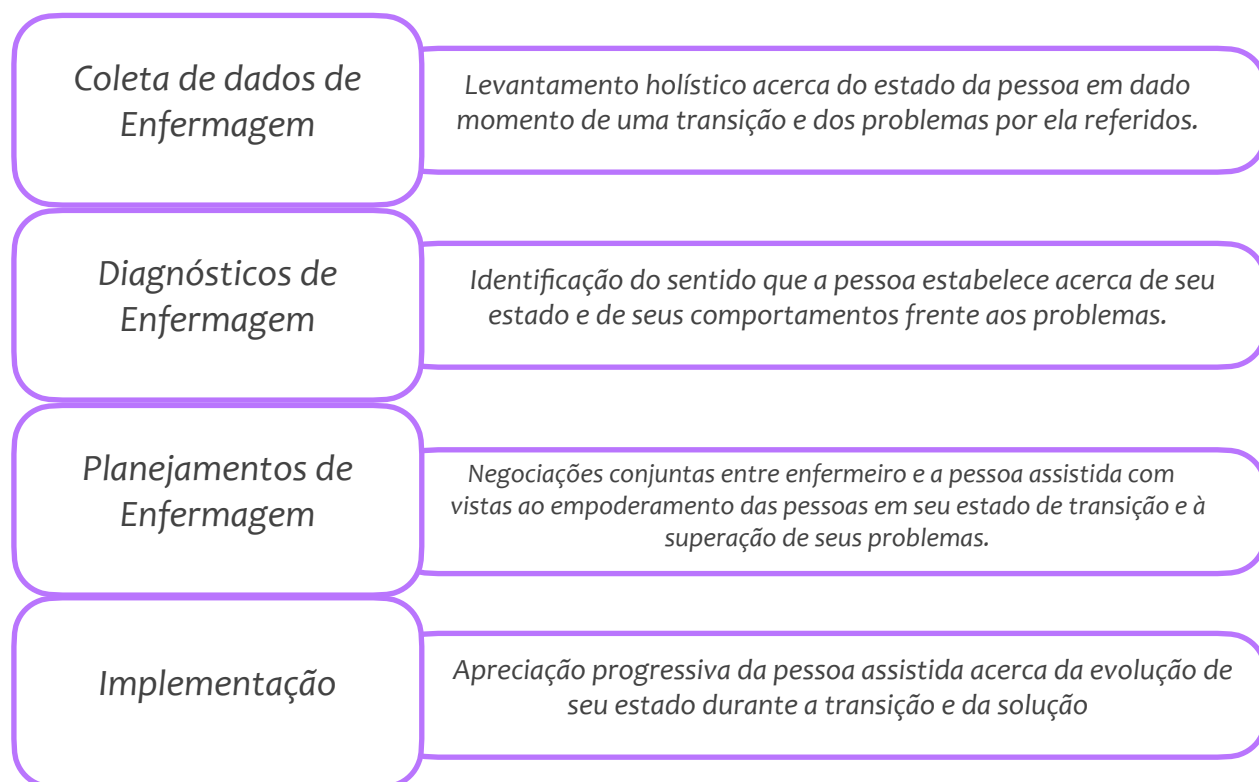 Coleta de dados de
Enfermagem
Levantamento holístico acerca do estado da pessoa em dado
momento de uma transição e dos problemas por ela referidos.
Diagnósticos de
Enfermagem
Identificação do sentido que a pessoa estabelece acerca de seu
estado e de seus comportamentos frente aos problemas.
Planejamentos de
Enfermagem
Negociações conjuntas entre enfermeiro e a pessoa assistida com
vistas ao empoderamento das pessoas em seu estado de transição e à
superação de seus problemas.
Implementação
Apreciação progressiva da pessoa assistida acerca da evolução de
seu estado durante a transição e da solução